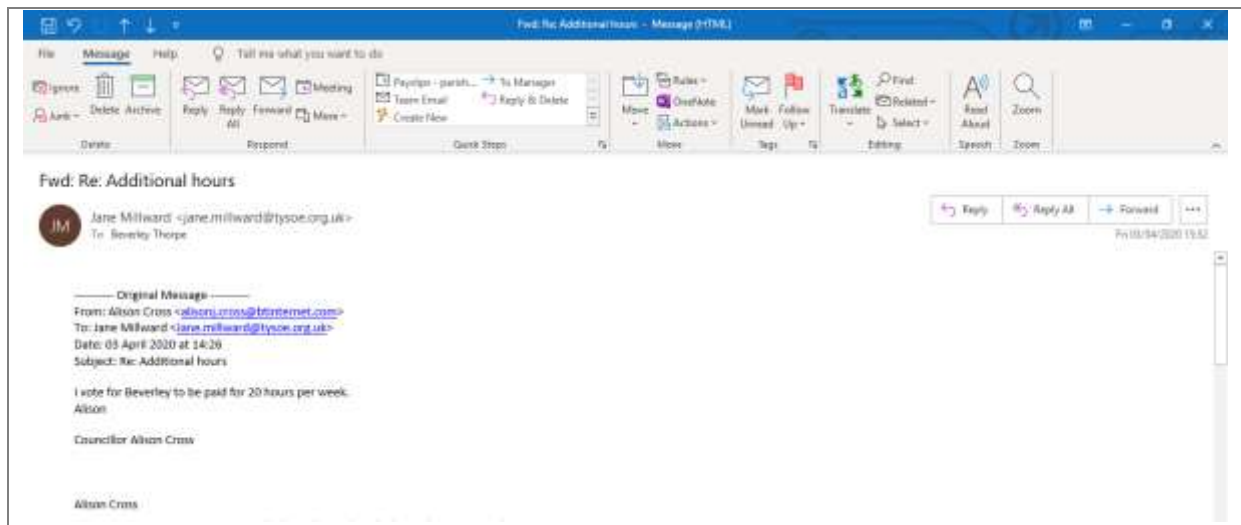 Fwd: Re: Additional hours - Message (HTML)
File Message Help Tell me what you want to do
Ignore
Junk
Delete Archive
Reply Reply All Forward
Meeting
More
To Manager
Team Email Reply & Delete
Create New
Move
Rules
OneNote
Actions
Mark Unread Follow Up
Translate
Find
Related
Select
Read Aloud
Zoom
Delete Respond Quick Steps Move Tags Editing Speech Zoom
Fwd: Re: Additional hours
JM
Jane Millward <jane.millward@tysoe.org.uk>
To Beverley Thorpe
Reply Reply All Forward
Fri 03/04/2020
---------- Original Message ----------
From: Alison Cross <alisonj.cross@btinternet.com>
To: Jane Millward <jane.millward@tysoe.org.uk>
Date: 03 April 2020 at 14:26
Subject: Re: Additional hours
I vote for Beverley to be paid for 20 hours per week.
Alison
Councillor Alison Cross
Alison Cross